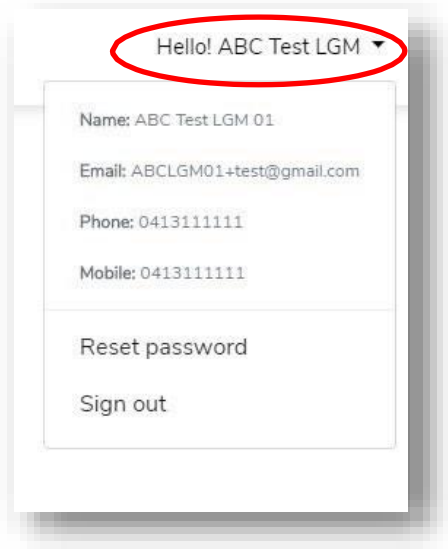 Hello! ABC Test LGM
Name: ABC Test LGM 01
Email: ABCLGM01+test@gmail.com
Phone: 0413111111
Mobile: 0413111111
Reset password
Sign out